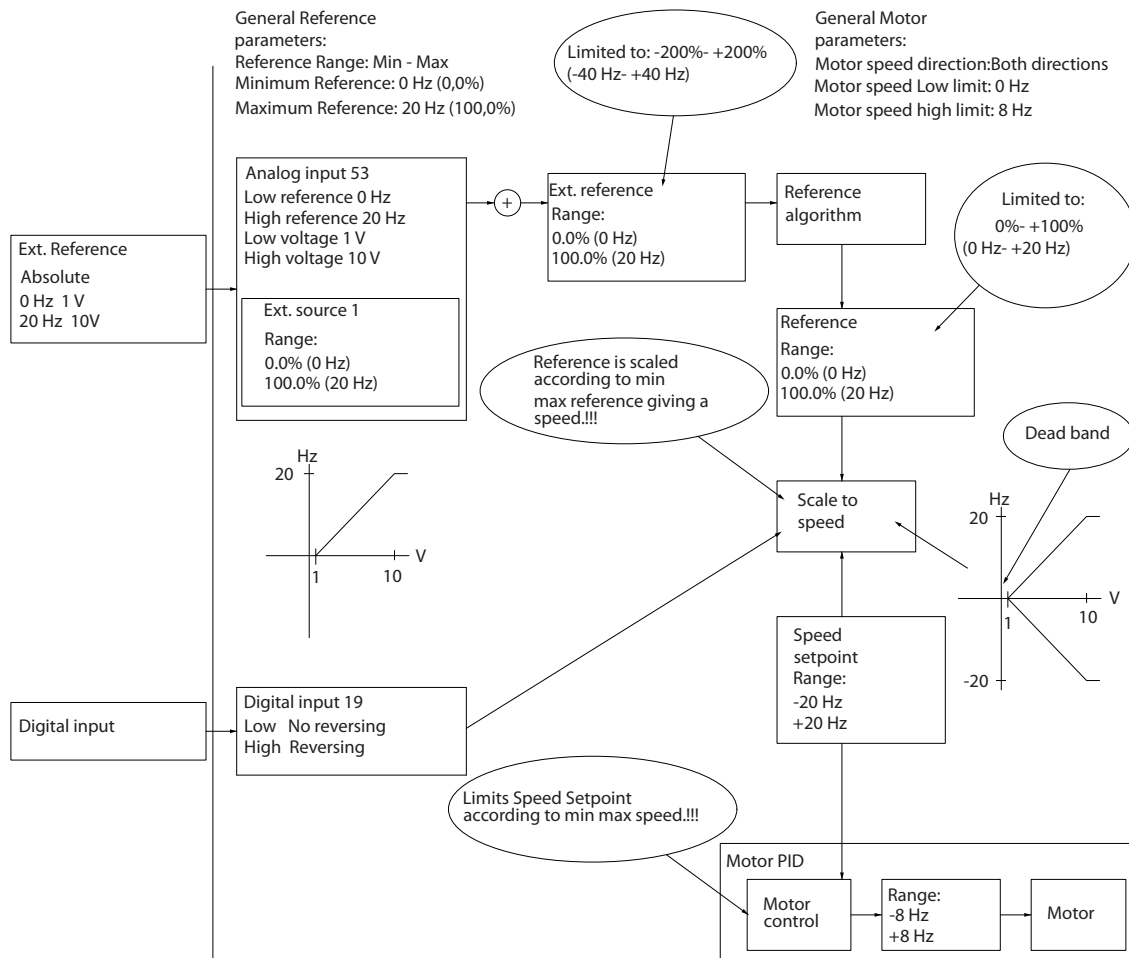 General Reference
parameters:
Reference Range: Min - Max
Minimum Reference: 0 Hz (0,0%)
Maximum Reference: 20 Hz (100,0%)
Limited to: -200%- +200%
(-40 Hz- +40 Hz)
General Motor
parameters:
Motor speed direction:Both directions
Motor speed Low limit: 0 Hz
Motor speed high limit: 8 Hz
Ext. Reference
Absolute
0 Hz 1 V
20 Hz 10V
Analog input 53
Low reference 0 Hz
High reference 20 Hz
Low voltage 1 V
High voltage 10 V
Ext. source 1
Range:
0.0% (0 Hz)
100.0% (20 Hz)
+
Ext. reference
Range:
0.0% (0 Hz)
100.0% (20 Hz)
Reference
algorithm
Limited to:
0%- +100%
(0 Hz- +20 Hz)
Reference
Range:
0.0% (0 Hz)
100.0% (20 Hz)
Reference is scaled
according to min
max reference giving a
speed.!!!
Dead band
Hz
20
V
1
10
Scale to
speed
Hz
20
V
1
10
-20
Speed
setpoint
Range:
-20 Hz
+20 Hz
Digital input
Digital input 19
Low No reversing
High Reversing
Limits Speed Setpoint
according to min max speed.!!!
Motor PID
Motor
control
Range:
-8 Hz
+8 Hz
Motor